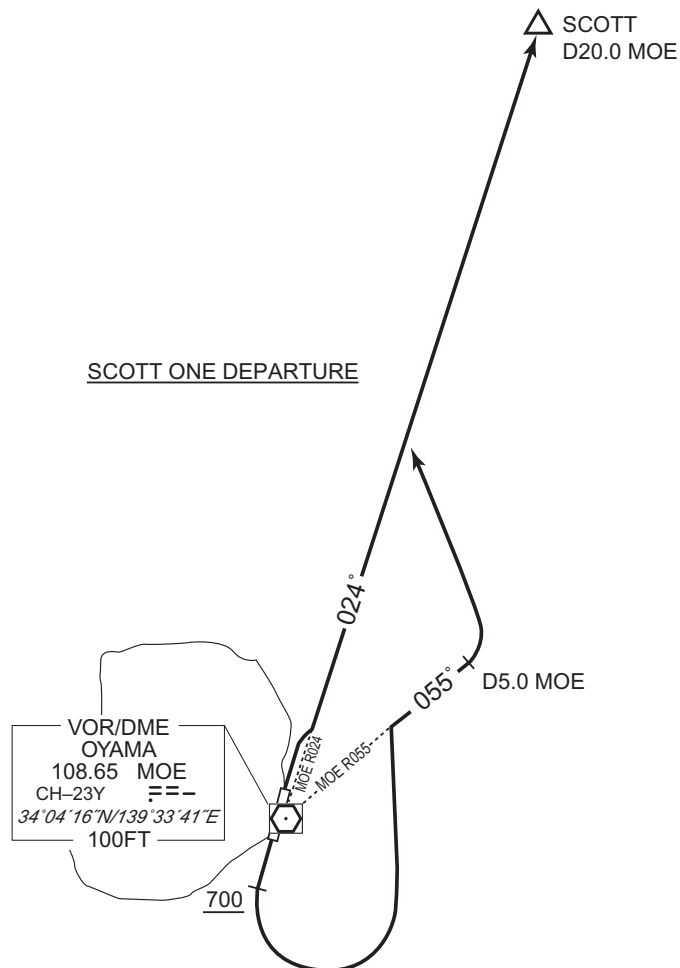 SCOTT
D20.0 MOE
SCOTT ONE DEPARTURE
024°
055°
D5.0 MOE
MOE R024
MOE R055
VOR/DME
OYAMA
108.65 MOE
CH–23Y
34°04´16˝N/139°33´41˝E
100FT
700